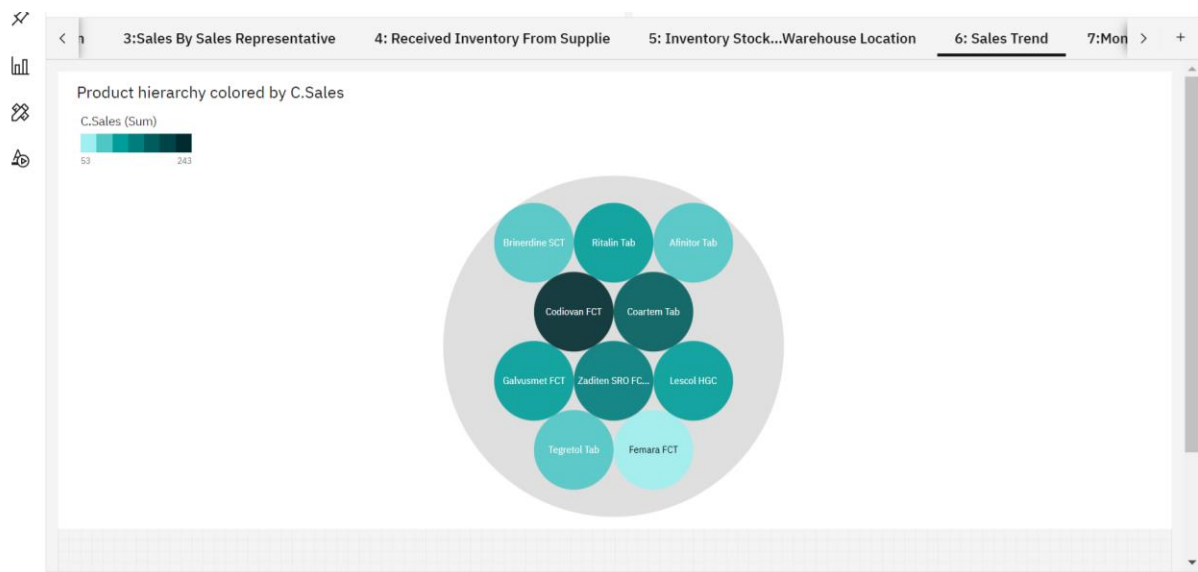 n 3:Sales By Sales Representative 4: Received Inventory From Supplie 5: Inventory Stock...Warehouse Location 6: Sales Trend 7:Mon +
Product hierarchy colored by C.Sales
C.Sales (Sum)
53 243
Brinerdine SCT Ritalin Tab Afinitor Tab
Codiovan FCT Coartem Tab
Galvusmet FCT Zaditen SRO FC... Lescol HGC
Tegretol Tab Femara FCT